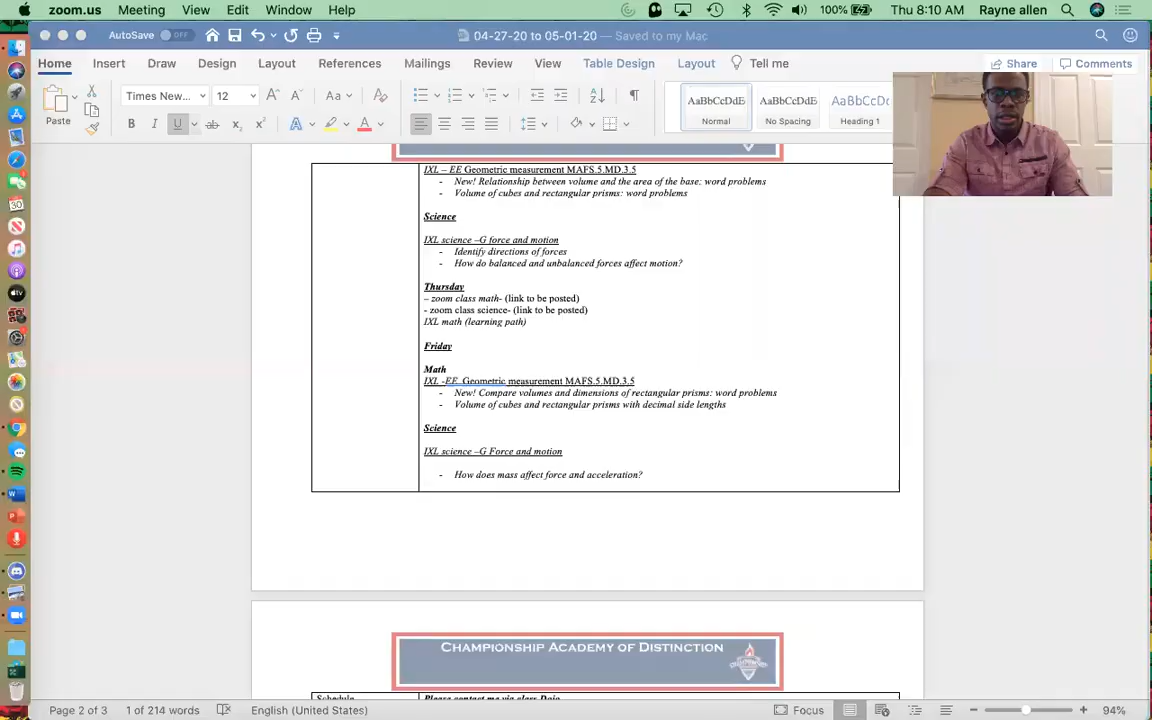 zoom.us Meeting View Edit Window Help 100% Thu 8:10 AM Rayne allen
AutoSave OFF 04-27-20 to 05-01-20 — Saved to my Mac
Home Insert Draw Design Layout References Mailings Review View Table Design Layout Tell me Share Comments
Times New... 12 Aa
Paste
AaBbCcDdE AaBbCcDdE AaBbCcDc
Normal No Spacing Heading 1
IXL – EE Geometric measurement MAFS.5.MD.3.5
- New! Relationship between volume and the area of the base: word problems
- Volume of cubes and rectangular prisms: word problems
Science
IXL science –G force and motion
- Identify directions of forces
- How do balanced and unbalanced forces affect motion?
Thursday
– zoom class math- (link to be posted)
- zoom class science- (link to be posted)
IXL math (learning path)
Friday
Math
IXL -EE Geometric measurement MAFS.5.MD.3.5
- New! Compare volumes and dimensions of rectangular prisms: word problems
- Volume of cubes and rectangular prisms with decimal side lengths
Science
IXL science –G Force and motion
- How does mass affect force and acceleration?
Championship Academy of Distinction
Schedule Please contact me via class Dojo
Page 2 of 3 1 of 214 words English (United States) Focus 94%